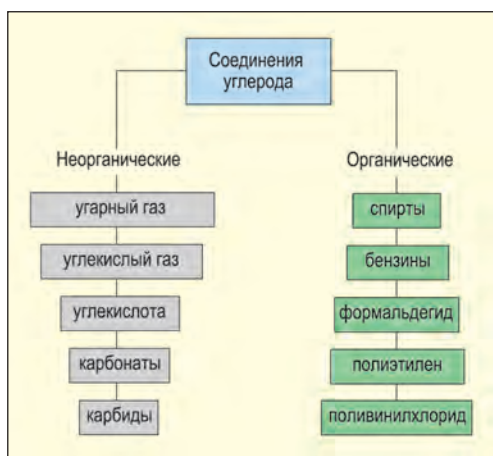 Соединения
углерода
Неорганические
угарный газ
углекислый газ
углекислота
карбонаты
карбиды
Органические
спирты
бензины
формальдегид
полиэтилен
поливинилхлорид